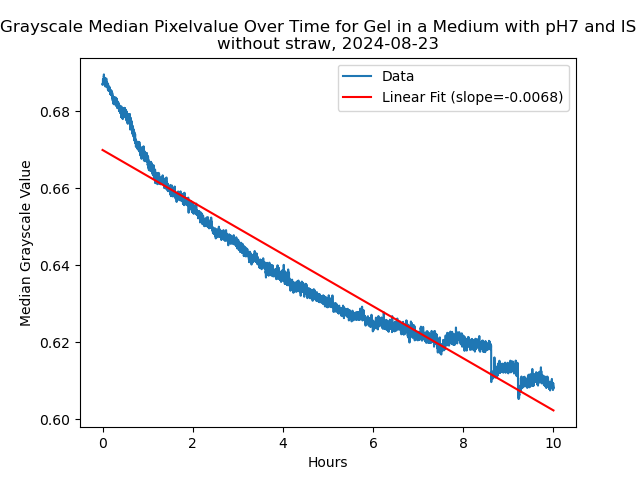 Grayscale Median Pixelvalue Over Time for Gel in a Medium with pH7 and IS
without straw, 2024-08-23
Data
Linear Fit (slope=-0.0068)
Median Grayscale Value
0.68
0.66
0.64
0.62
0.60
0
2
4
6
8
10
Hours